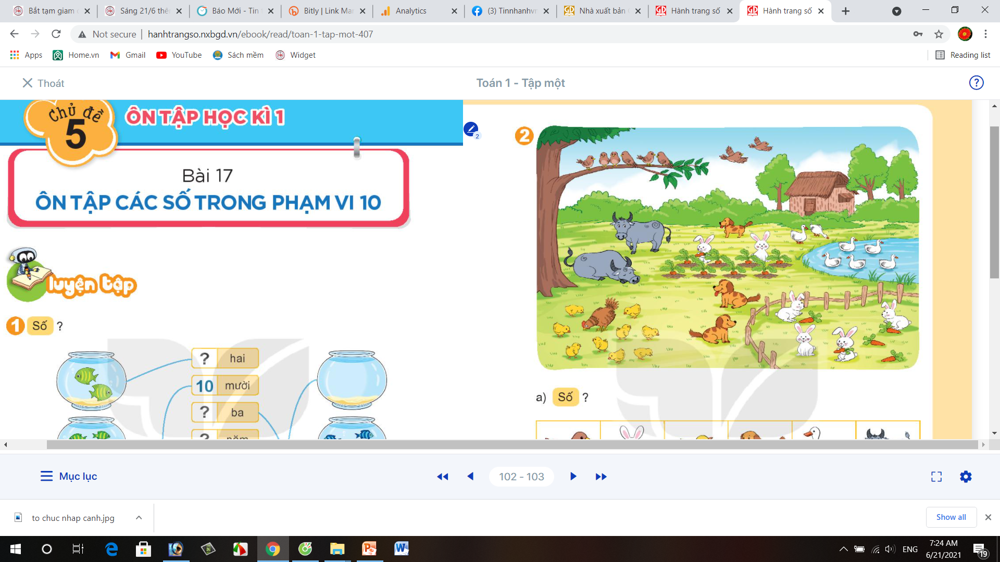 Bắt tạm giam
Sáng 21/6 thê
Báo Mới - Tin
Bitly | Link Ma
Analytics
(3) Tinnhanhvn
Nhà xuất bản
Hành trang số
Hành trang số
Not secure | hanhtrangso.nxbgd.vn/ebook/read/toan-1-tap-mot-407
Apps Home.vn Gmail YouTube Sách mềm Widget Reading list
Thoát
Toán 1 - Tập một
?
Chủ đề
5
ÔN TẬP HỌC KÌ 1
Bài 17
ÔN TẬP CÁC SỐ TRONG PHẠM VI 10
luyện tập
1 Số ?
? hai
10 mười
? ba
? năm
2
2
a) Số ?
Mục lục
102 - 103
to chuc nhap canh.jpg
Show all
ENG
7:24 AM
6/21/2021
19